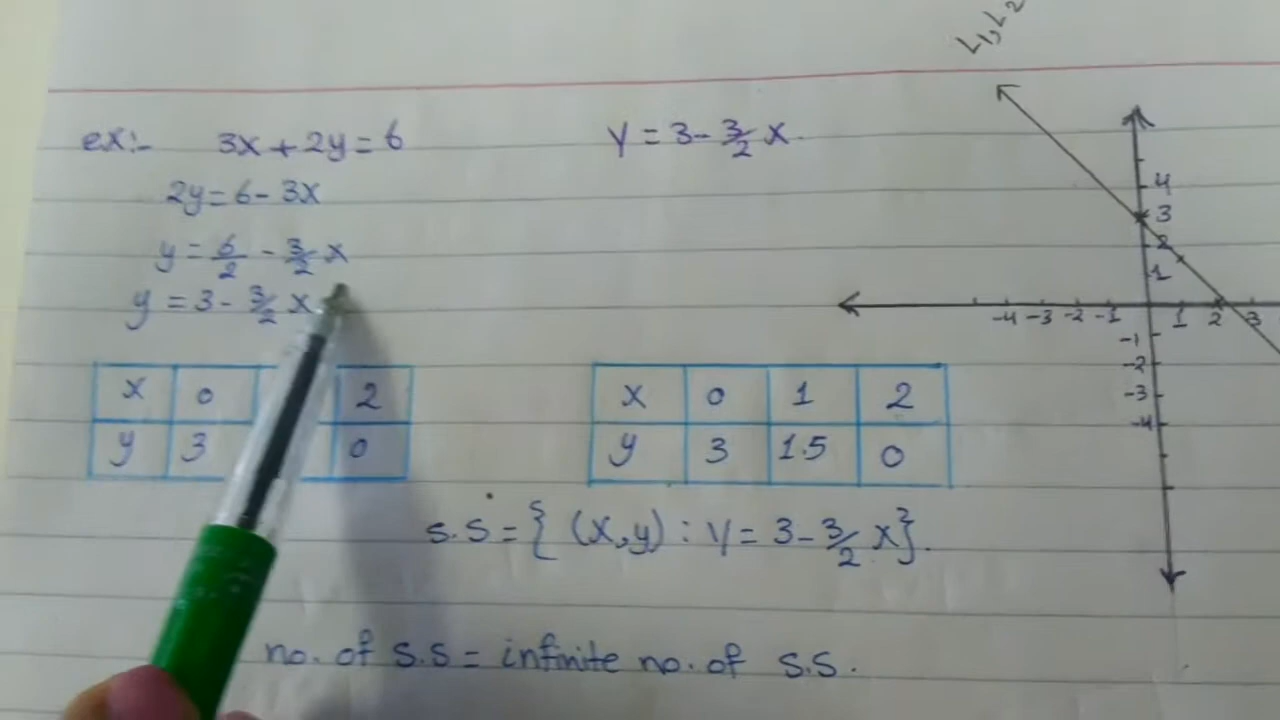 L1, L2
ex:- 3x + 2y = 6
2y = 6 - 3x
y = 6/2 - 3/2 x
y = 3 - 3/2 x
x 0 2
y 3 0
Y = 3 - 3/2 x.
x 0 1 2
y 3 1.5 0
4
3
2
1
-4 -3 -2 -1 1 2 3
-1
-2
-3
-4
S.S = { (x,y) : Y = 3 - 3/2 x}.
no. of S.S = infinite no. of S.S.